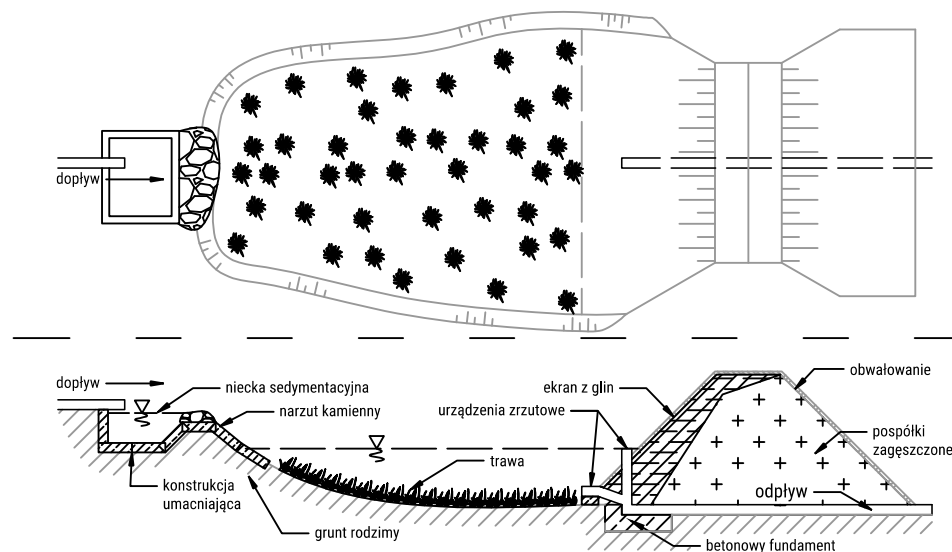 dopływ
dopływ
niecka sedymentacyjna
narzut kamienny
ekran z glin
urządzenia zrzutowe
obwałowanie
pospółki
zagęszczone
trawa
konstrukcja
umacniająca
odpływ
grunt rodzimy
betonowy fundament